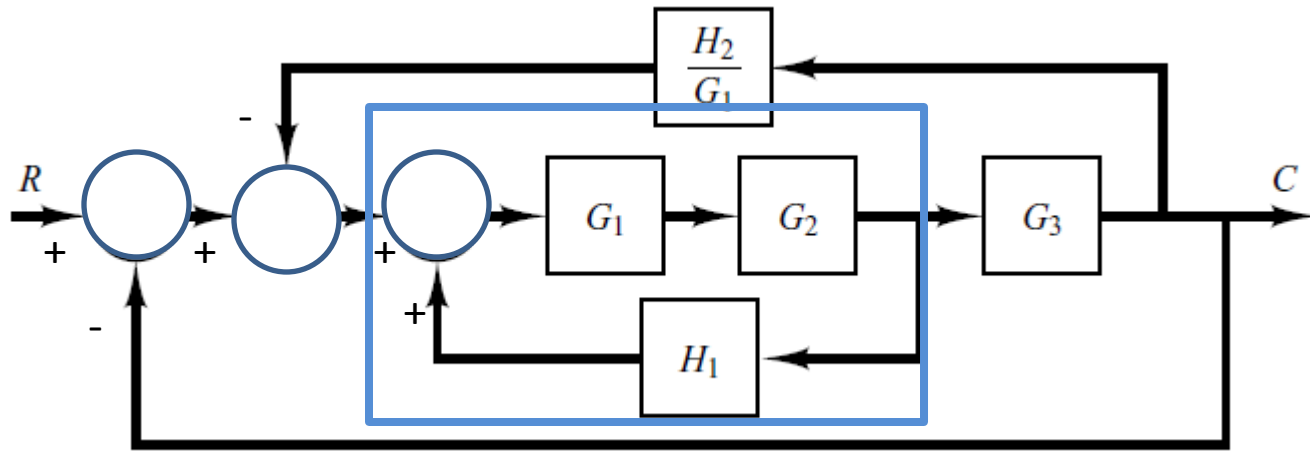 H₂
G₁
-
R
C
G₁
G₂
G₃
+
+
+
+
-
H₁